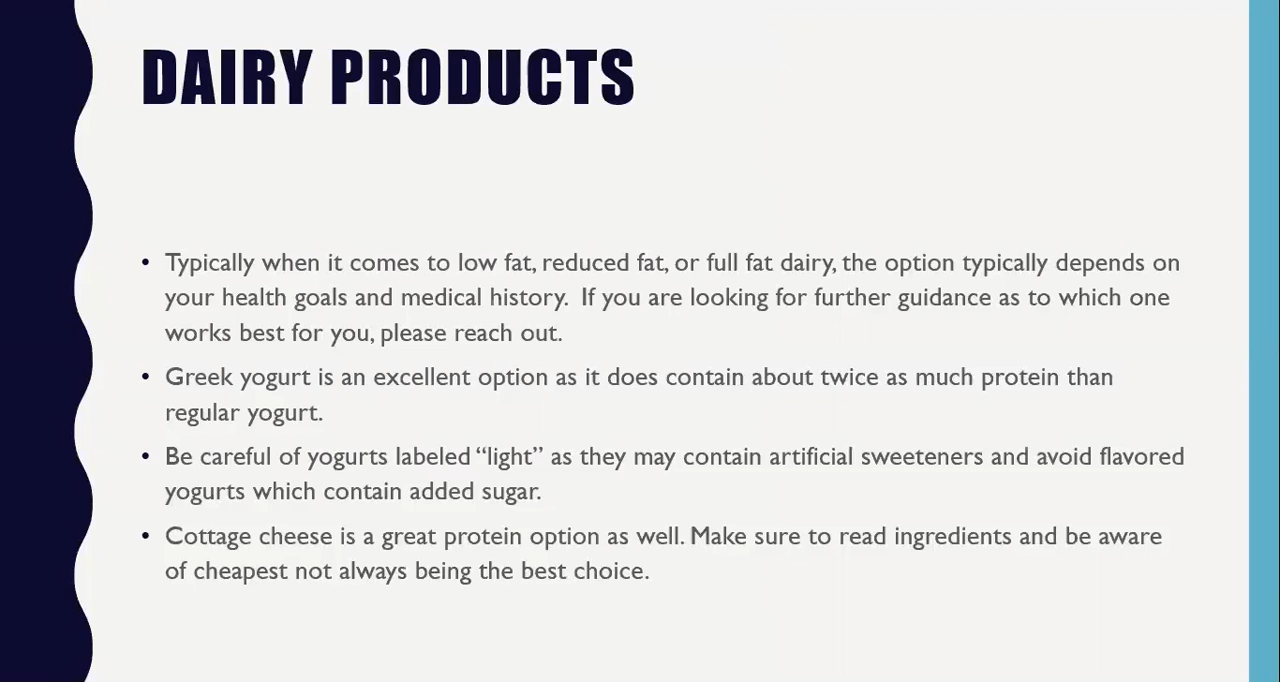 DAIRY PRODUCTS
• Typically when it comes to low fat, reduced fat, or full fat dairy, the option typically depends on
your health goals and medical history.  If you are looking for further guidance as to which one
works best for you, please reach out.
• Greek yogurt is an excellent option as it does contain about twice as much protein than
regular yogurt.
• Be careful of yogurts labeled “light” as they may contain artificial sweeteners and avoid flavored
yogurts which contain added sugar.
• Cottage cheese is a great protein option as well. Make sure to read ingredients and be aware
of cheapest not always being the best choice.